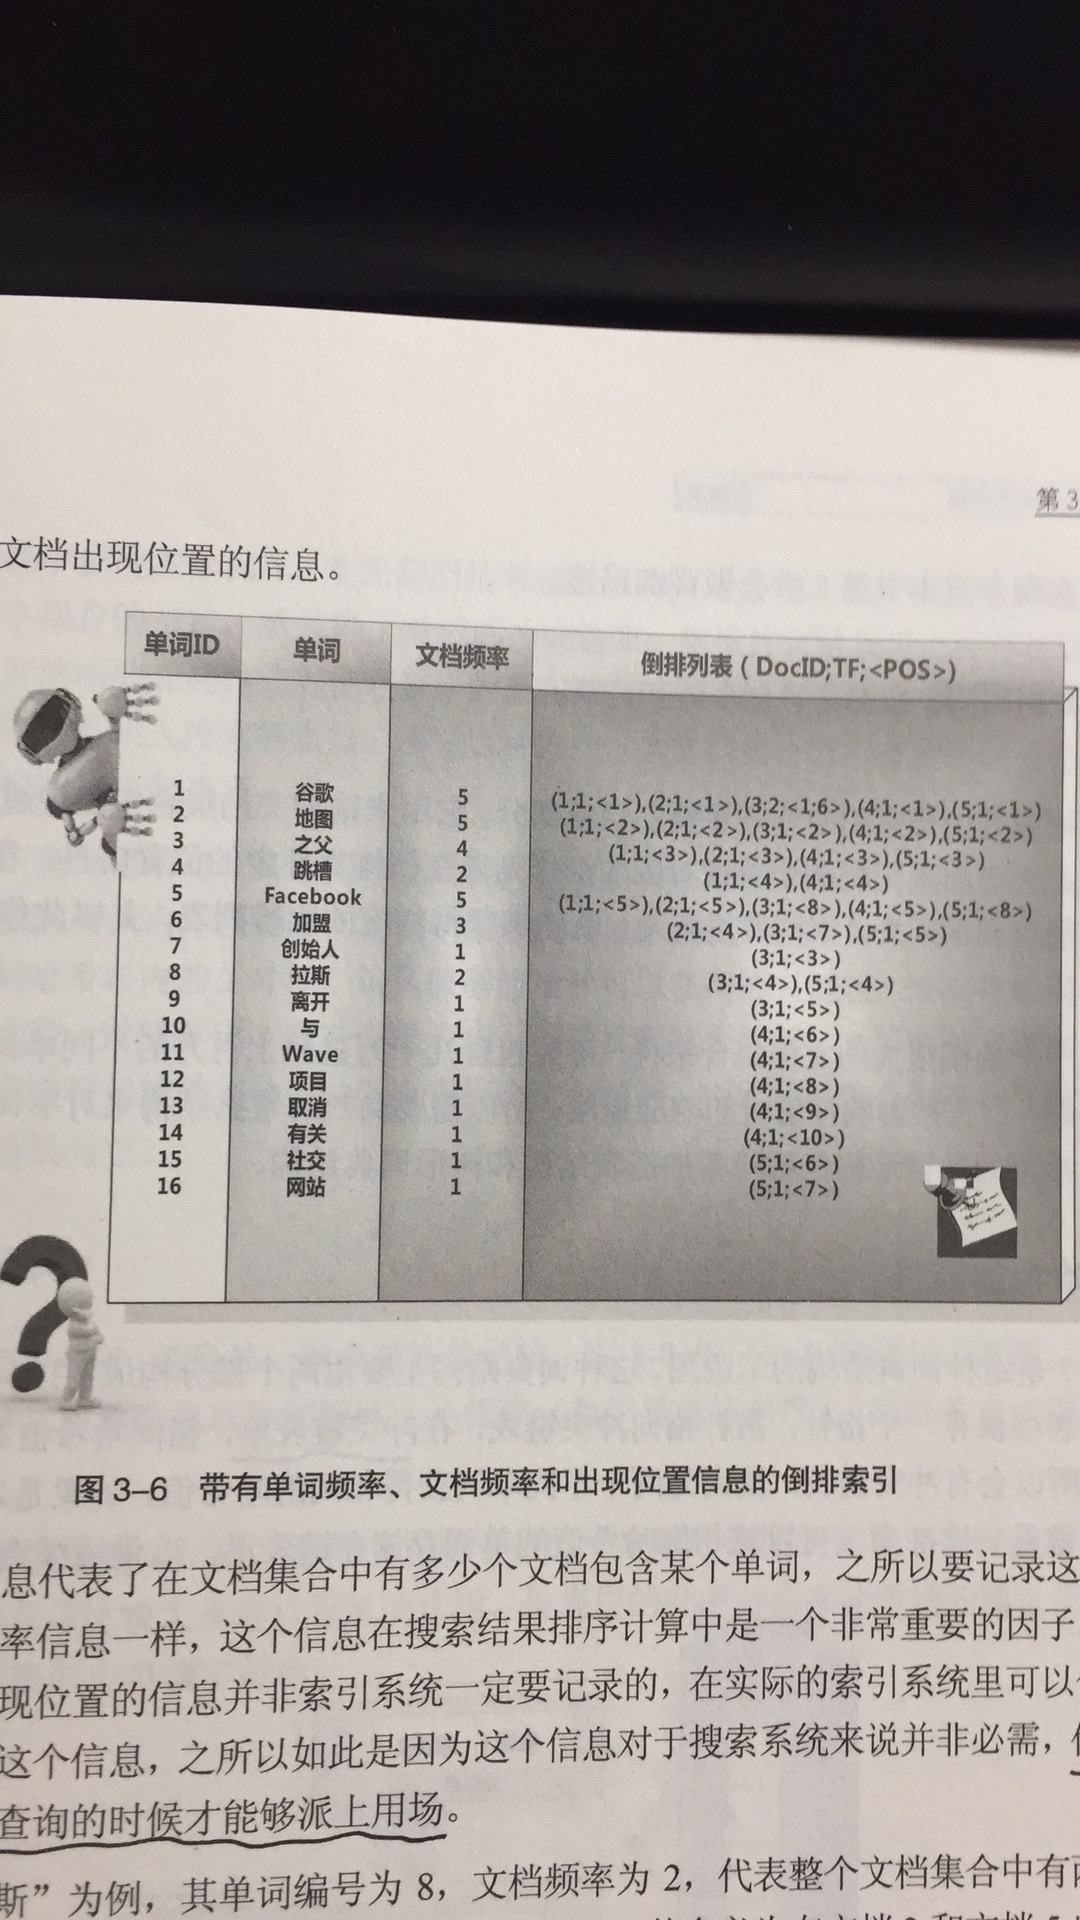 第3
文档出现位置的信息。
单词ID 单词 文档频率 倒排列表（DocID;TF;<POS>)
1 谷歌 5 (1;1;<1>),(2;1;<1>),(3;2;<1;6>),(4;1;<1>),(5;1;<1>)
2 地图 5 (1;1;<2>),(2;1;<2>),(3;1;<2>),(4;1;<2>),(5;1;<2>)
3 之父 4 (1;1;<3>),(2;1;<3>),(4;1;<3>),(5;1;<3>)
4 跳槽 2 (1;1;<4>),(4;1;<4>)
5 Facebook 5 (1;1;<5>),(2;1;<5>),(3;1;<8>),(4;1;<5>),(5;1;<8>)
6 加盟 3 (2;1;<4>),(3;1;<7>),(5;1;<5>)
7 创始人 1 (3;1;<3>)
8 拉斯 2 (3;1;<4>),(5;1;<4>)
9 离开 1 (3;1;<5>)
10 与 1 (4;1;<6>)
11 Wave 1 (4;1;<7>)
12 项目 1 (4;1;<8>)
13 取消 1 (4;1;<9>)
14 有关 1 (4;1;<10>)
15 社交 1 (5;1;<6>)
16 网站 1 (5;1;<7>)
图 3-6 带有单词频率、文档频率和出现位置信息的倒排索引
息代表了在文档集合中有多少个文档包含某个单词，之所以要记录这
率信息一样，这个信息在搜索结果排序计算中是一个非常重要的因子
现位置的信息并非索引系统一定要记录的，在实际的索引系统里可以
这个信息，之所以如此是因为这个信息对于搜索系统来说并非必需，
查询的时候才能够派上用场。
斯”为例，其单词编号为 8，文档频率为 2，代表整个文档集合中有